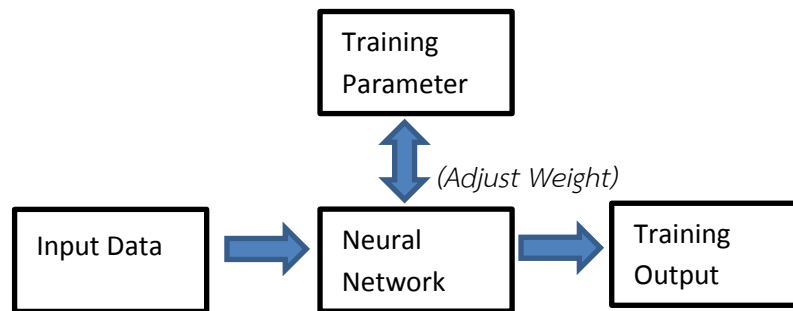 Training
Parameter
(Adjust Weight)
Input Data
Neural
Network
Training
Output